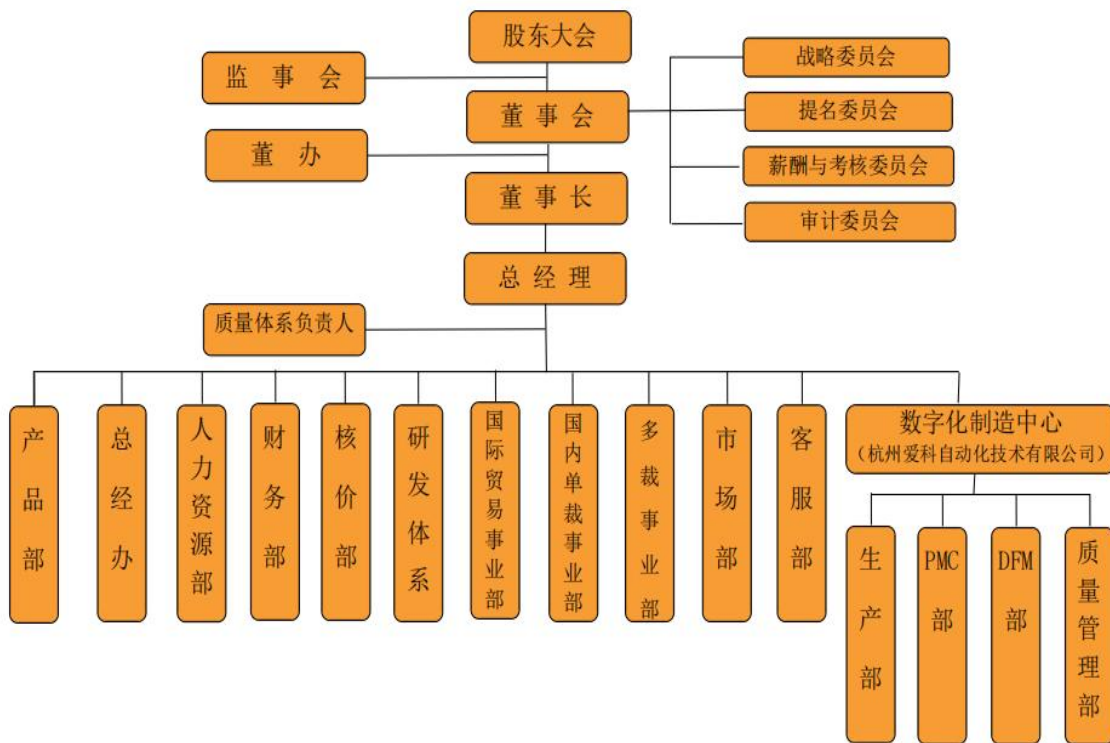 股东大会
监事会
董事会
战略委员会
提名委员会
薪酬与考核委员会
审计委员会
董办
董事长
总经理
质量体系负责人
产品部
总经办
人力资源部
财务部
核价部
研发体系
国际贸易事业部
国内单裁事业部
多裁事业部
市场部
客服部
数字化制造中心
（杭州爱科自动化技术有限公司）
生产部
PMC部
DFM部
质量管理部